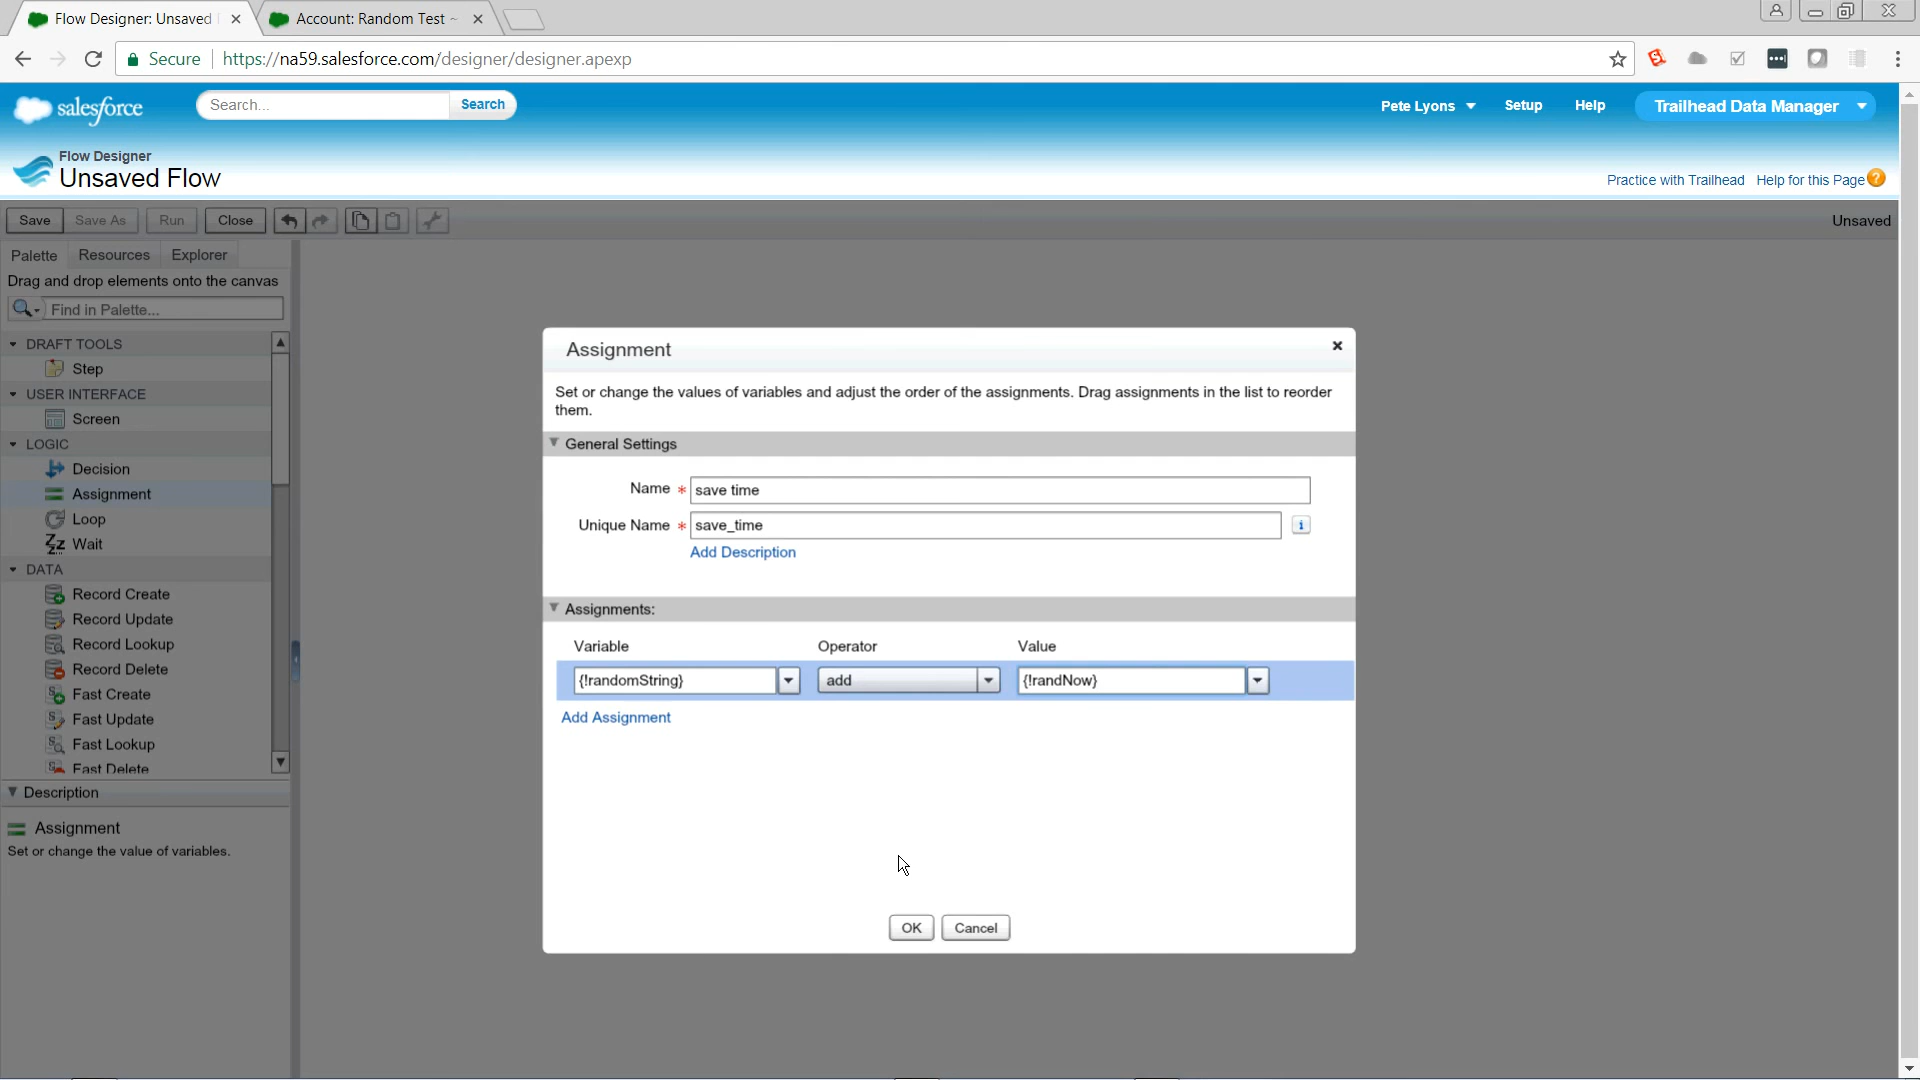 Flow Designer: Unsaved
Account: Random Test ~
Secure
https://na59.salesforce.com/designer/designer.apexp
salesforce
Search...
Search
Pete Lyons
Setup
Help
Trailhead Data Manager
Flow Designer
Unsaved Flow
Practice with Trailhead
Help for this Page
?
Save
Save As
Run
Close
Unsaved
Palette
Resources
Explorer
Drag and drop elements onto the canvas
Find in Palette...
DRAFT TOOLS
Step
USER INTERFACE
Screen
LOGIC
Decision
Assignment
Loop
Zz Wait
DATA
Record Create
Record Update
Record Lookup
Record Delete
Fast Create
Fast Update
Fast Lookup
Fast Delete
Description
Assignment
Set or change the value of variables.
Assignment
Set or change the values of variables and adjust the order of the assignments. Drag assignments in the list to reorder
them.
General Settings
Name * save time
Unique Name * save_time
i
Add Description
Assignments:
Variable Operator Value
{!randomString} add {!randNow}
Add Assignment
OK
Cancel